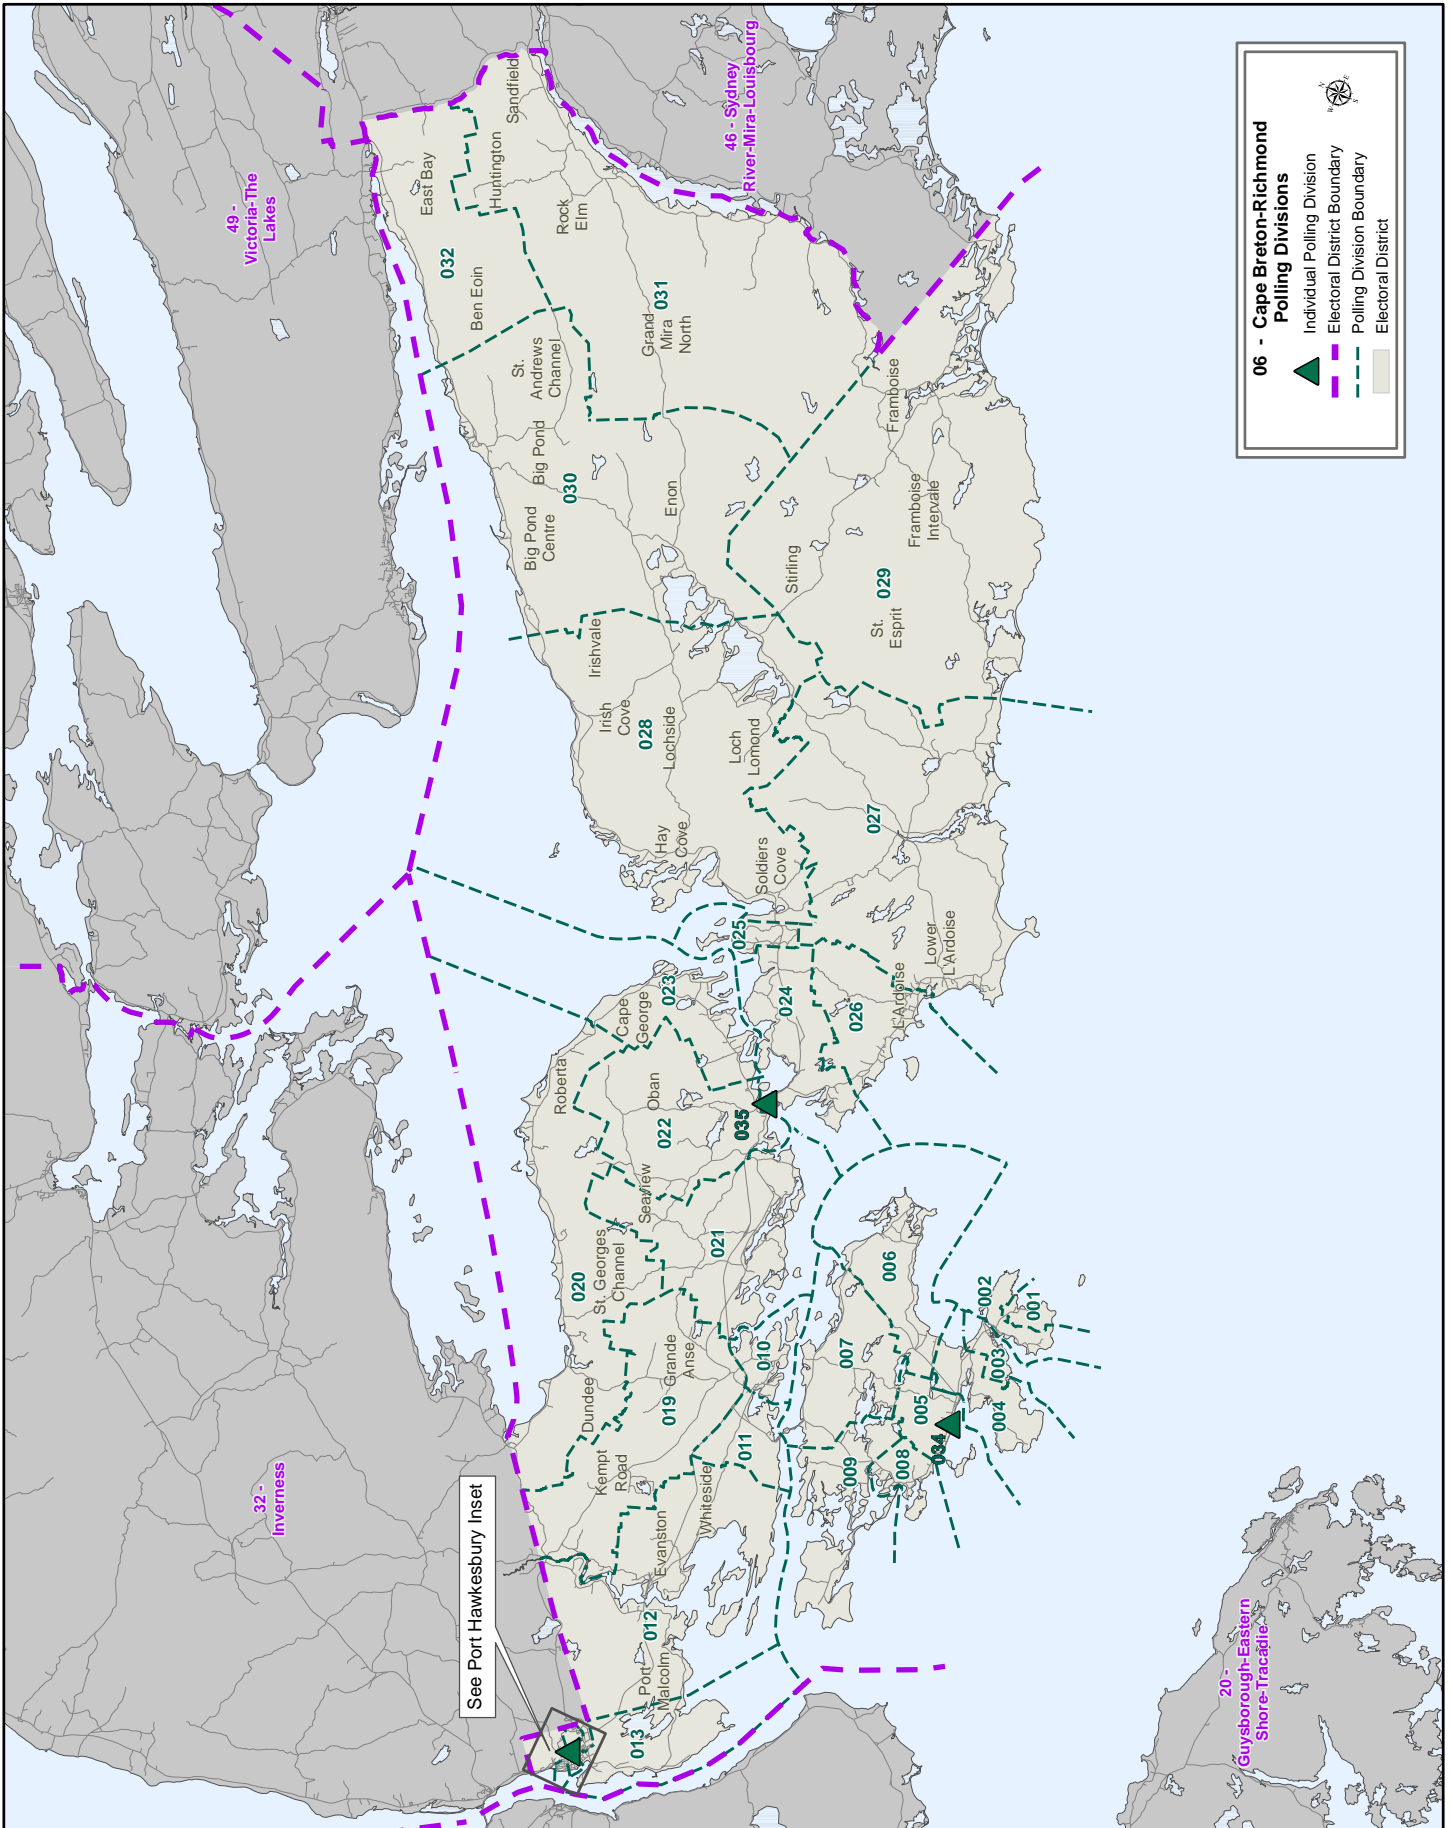 06 - Cape Breton-Richmond
Polling Divisions
Individual Polling Division
Electoral District Boundary
Polling Division Boundary
Electoral District
N
E
S
W
49 -
Victoria-The
Lakes
46 - Sydney
River-Mira-Louisbourg
32 -
Inverness
20 -
Guysborough-Eastern
Shore-Tracadie
See Port Hawkesbury Inset
East Bay
Sandfield
Huntington
Rock
Elm
032
Ben Eoin
031
Grand
Mira
North
St.
Andrews
Channel
Big Pond
030
Big Pond
Centre
Enon
Framboise
Framboise
Intervale
Stirling
029
St.
Esprit
Irishvale
Irish
Cove
028
Lochside
Loch
Lomond
Hay
Cove
027
Soldiers
Cove
025
Lower
L'Ardoise
L'Ardoise
024
026
023
Cape
George
Roberta
Oban
022
035
Seaview
021
St. Georges
Channel
020
Grande
Anse
019
Dundee
Kempt
Road
010
011
Whiteside
Evanston
012
Port
Malcolm
013
006
007
005
034
008
009
002
001
003
004